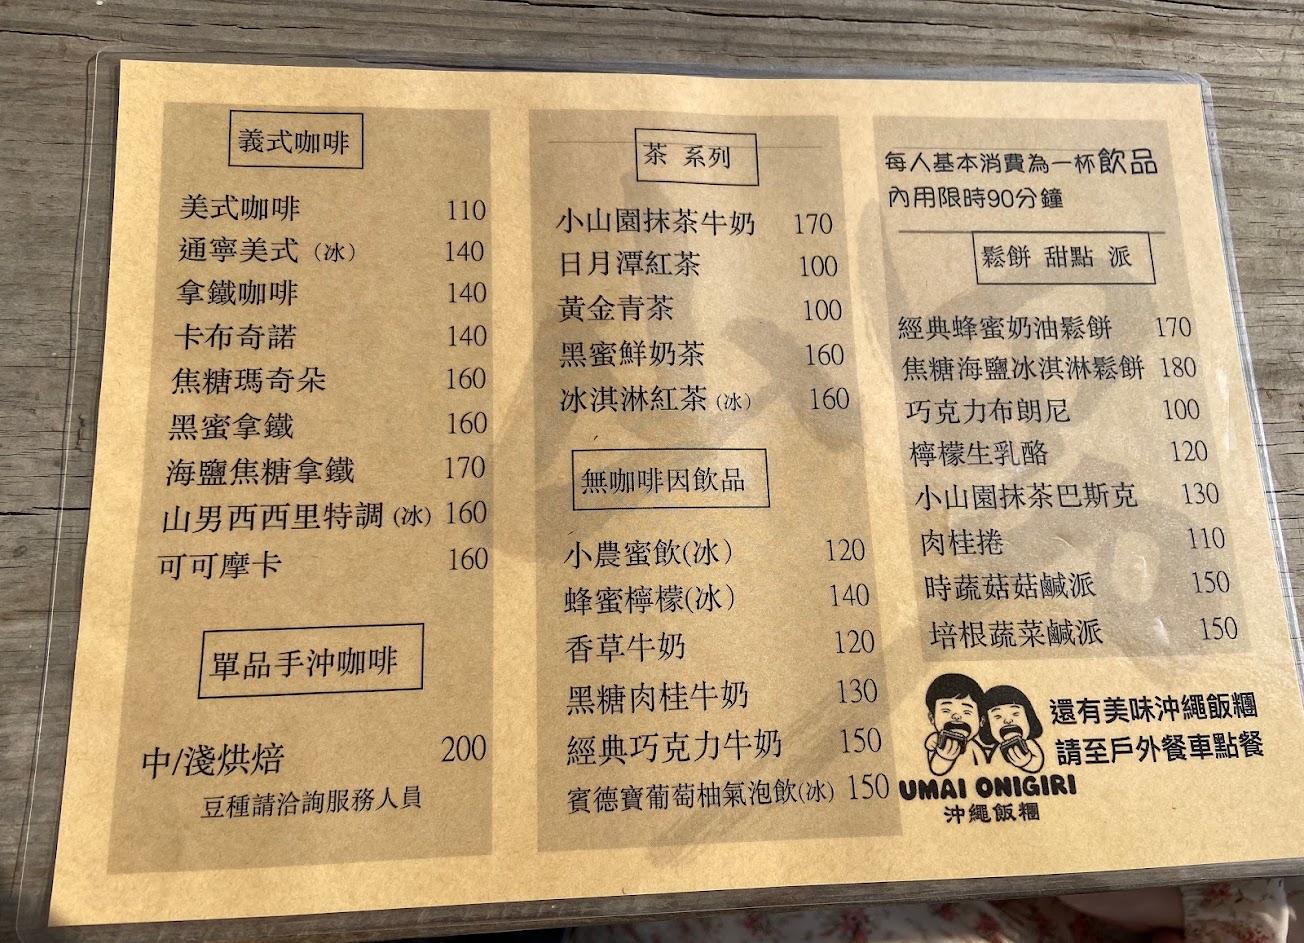 義式咖啡
美式咖啡 110
通寧美式（冰） 140
拿鐵咖啡 140
卡布奇諾 140
焦糖瑪奇朵 160
黑蜜拿鐵 160
海鹽焦糖拿鐵 170
山男西西里特調(冰) 160
可可摩卡 160
單品手沖咖啡
中/淺烘焙 200
豆種請洽詢服務人員
茶 系列
小山園抹茶牛奶 170
日月潭紅茶 100
黃金青茶 100
黑蜜鮮奶茶 160
冰淇淋紅茶(冰) 160
無咖啡因飲品
小農蜜飲(冰) 120
蜂蜜檸檬(冰) 140
香草牛奶 120
黑糖肉桂牛奶 130
經典巧克力牛奶 150
賓德寶葡萄柚氣泡飲(冰) 150
每人基本消費為一杯飲品
內用限時90分鐘
鬆餅 甜點 派
經典蜂蜜奶油鬆餅 170
焦糖海鹽冰淇淋鬆餅 180
巧克力布朗尼 100
檸檬生乳酪 120
小山園抹茶巴斯克 130
肉桂捲 110
時蔬菇菇鹹派 150
培根蔬菜鹹派 150
還有美味沖繩飯糰
請至戶外餐車點餐
UMAI ONIGIRI
沖繩飯糰